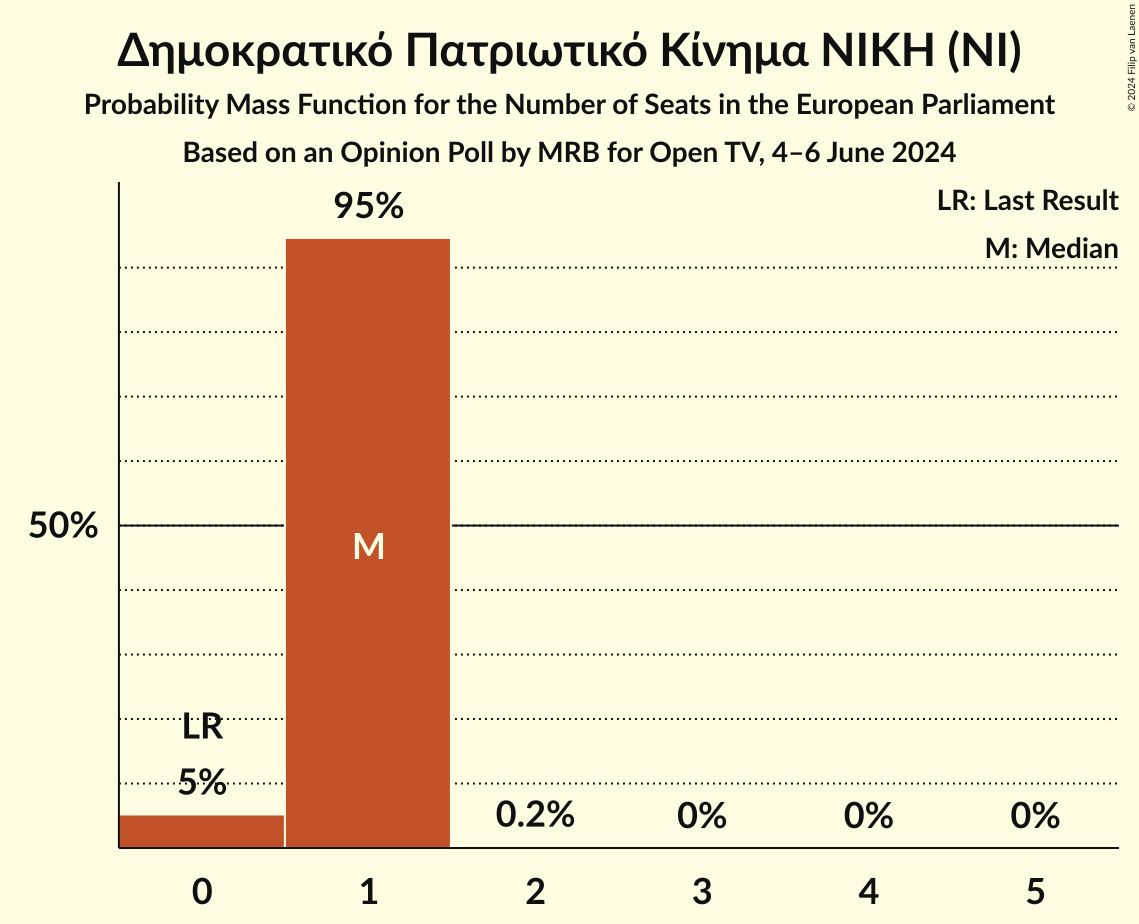 Δημοκρατικό Πατριωτικό Κίνημα ΝΙΚΗ (NI)
Probability Mass Function for the Number of Seats in the European Parliament
Based on an Opinion Poll by MRB for Open TV, 4–6 June 2024
© 2024 Filip van Laenen
LR: Last Result
M: Median
95%
50%
M
LR
5%
0.2%
0%
0%
0%
0
1
2
3
4
5